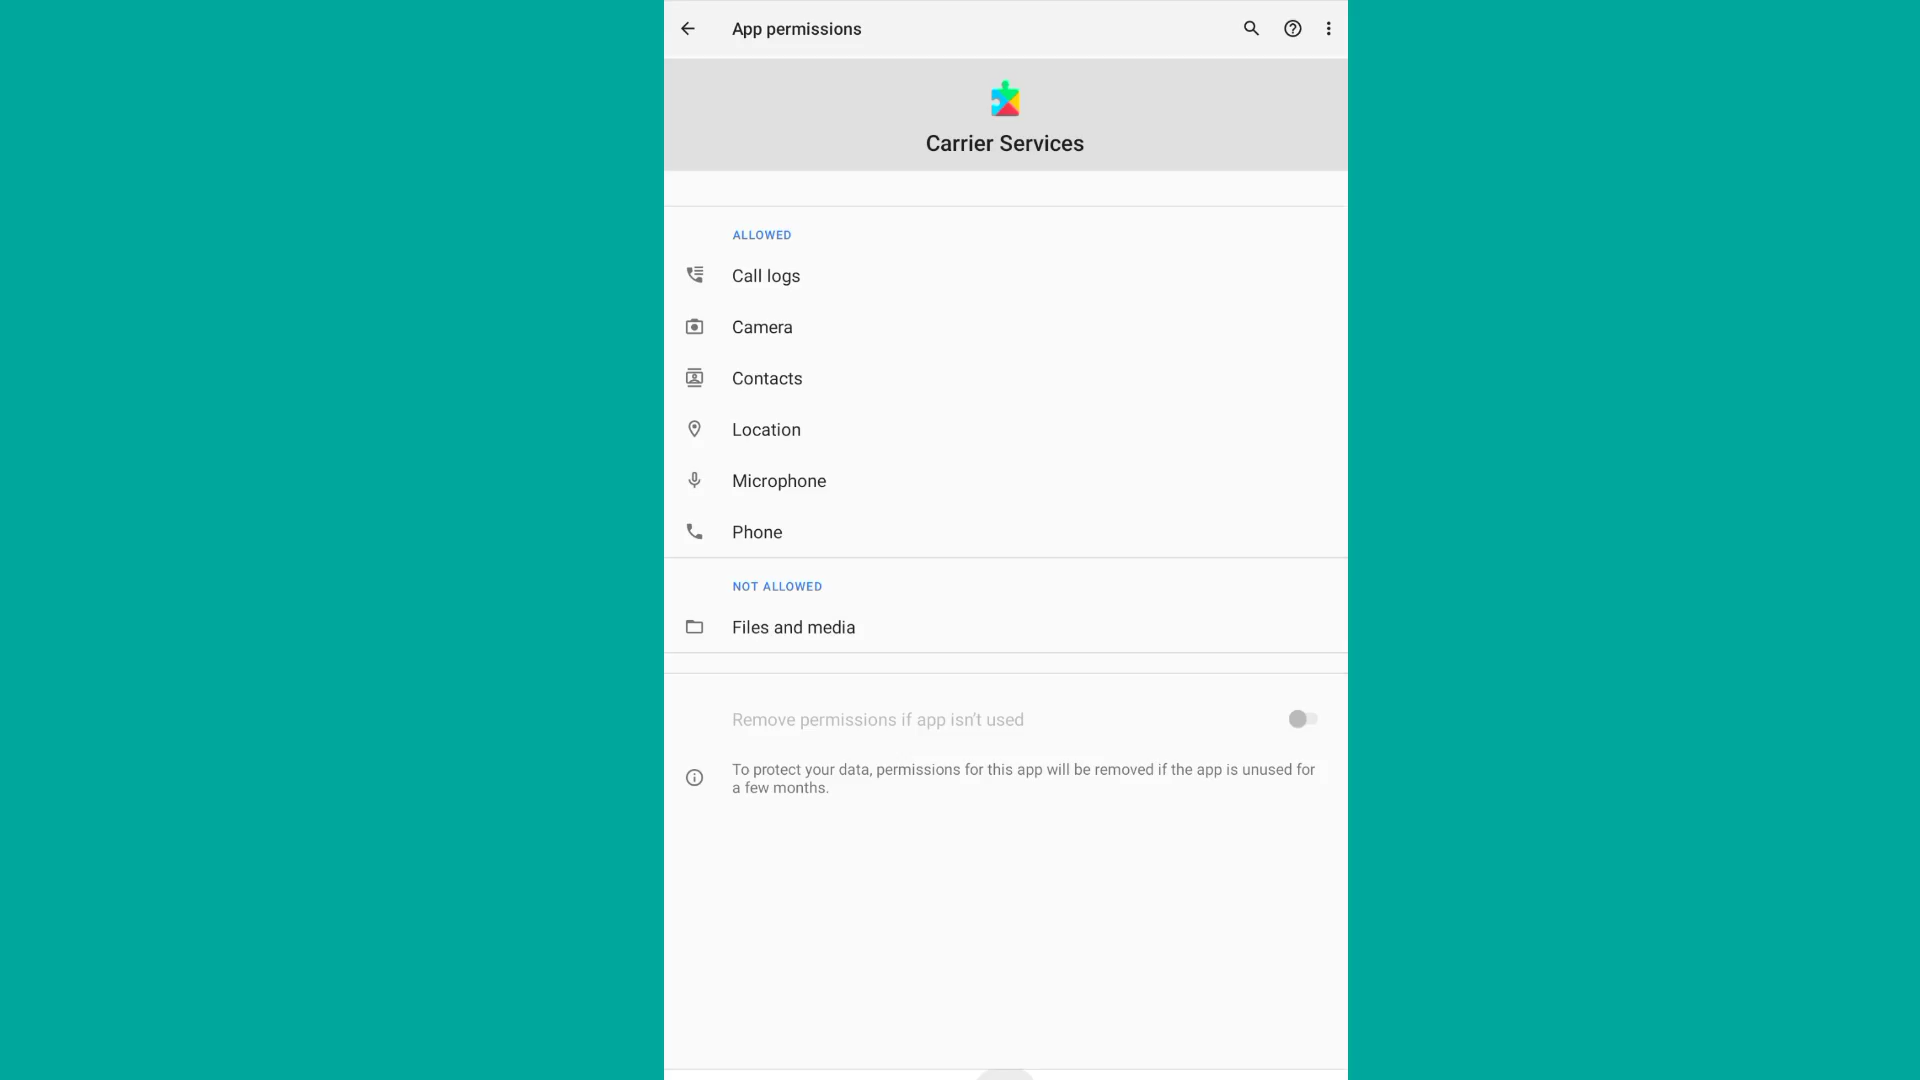 App permissions
Carrier Services
ALLOWED
Call logs
Camera
Contacts
Location
Microphone
Phone
NOT ALLOWED
Files and media
Remove permissions if app isn’t used
To protect your data, permissions for this app will be removed if the app is unused for
a few months.